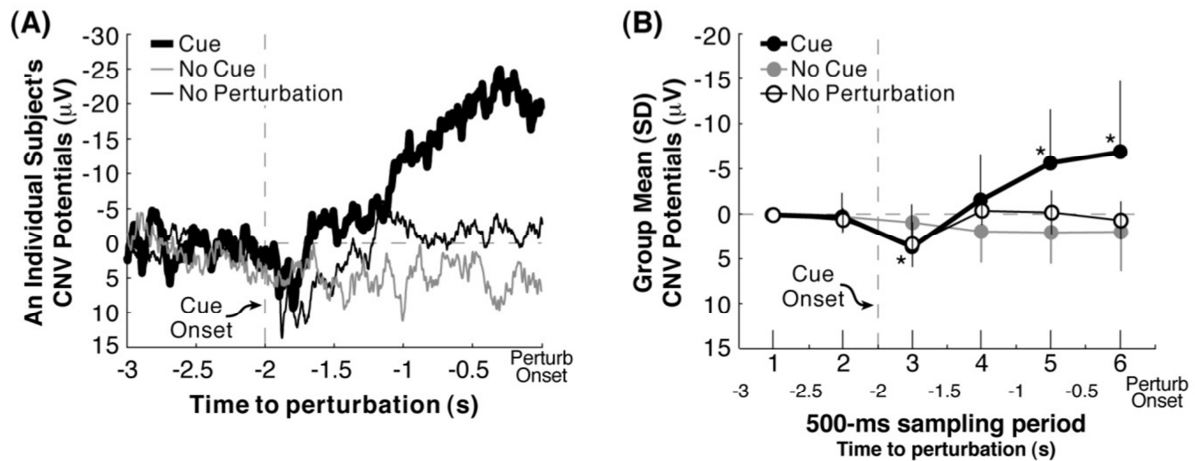 (A)
An Individual Subject's
CNV Potentials (μV)
-30
-25
-20
-15
-10
-5
0
5
10
15
Cue
No Cue
No Perturbation
Cue
Onset
-3
-2.5
-2
-1.5
-1
-0.5
Perturb
Onset
Time to perturbation (s)
(B)
Group Mean (SD)
CNV Potentials (μV)
-20
-15
-10
-5
0
5
10
15
Cue
No Cue
No Perturbation
*
*
*
Cue
Onset
1 2 3 4 5 6
-3 -2.5 -2 -1.5 -1 -0.5
Perturb
Onset
500-ms sampling period
Time to perturbation (s)